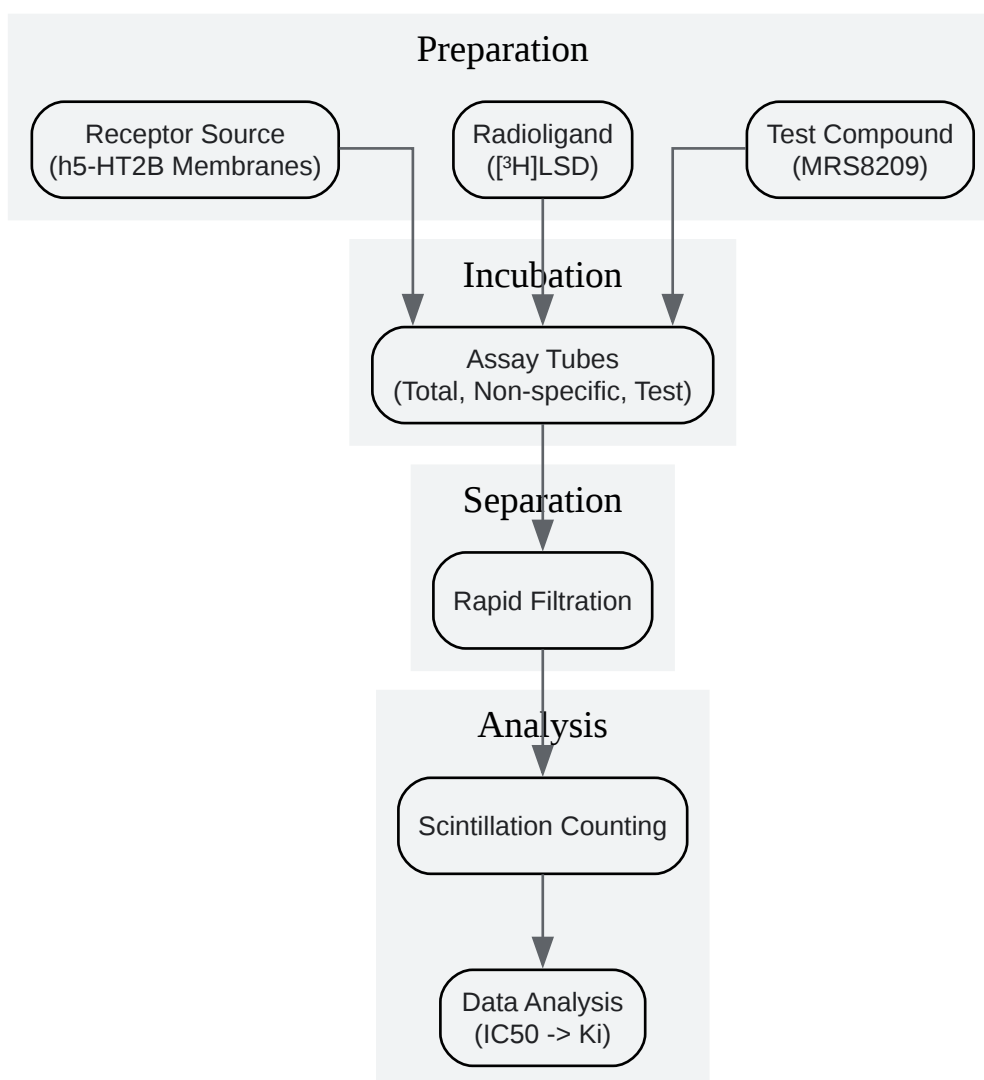 Preparation
Receptor Source
(h5-HT2B Membranes)
Radioligand
([³H]LSD)
Test Compound
(MRS8209)
Incubation
Assay Tubes
(Total, Non-specific, Test)
Separation
Rapid Filtration
Analysis
Scintillation Counting
Data Analysis
(IC50 -> Ki)